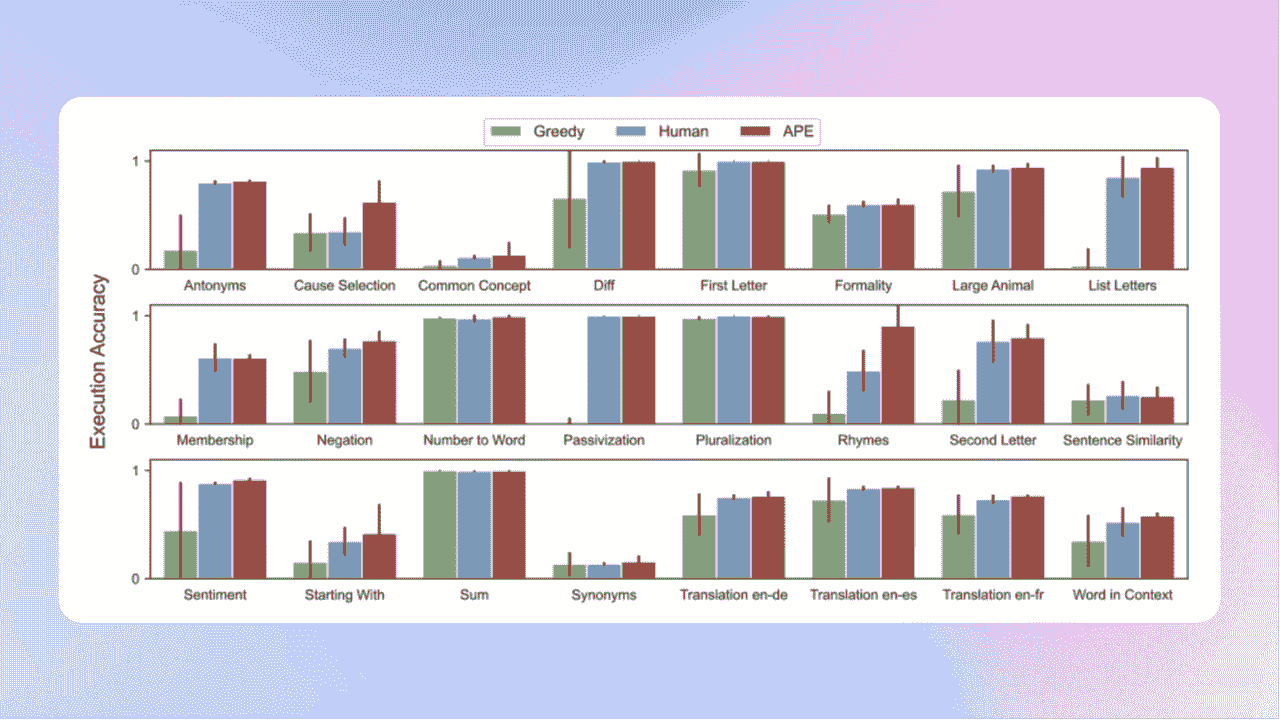 Greedy Human APE
Execution Accuracy
1
0
Antonyms Cause Selection Common Concept Diff First Letter Formality Large Animal List Letters
1
0
Membership Negation Number to Word Passivization Pluralization Rhymes Second Letter Sentence Similarity
1
0
Sentiment Starting With Sum Synonyms Translation en-de Translation en-es Translation en-fr Word in Context